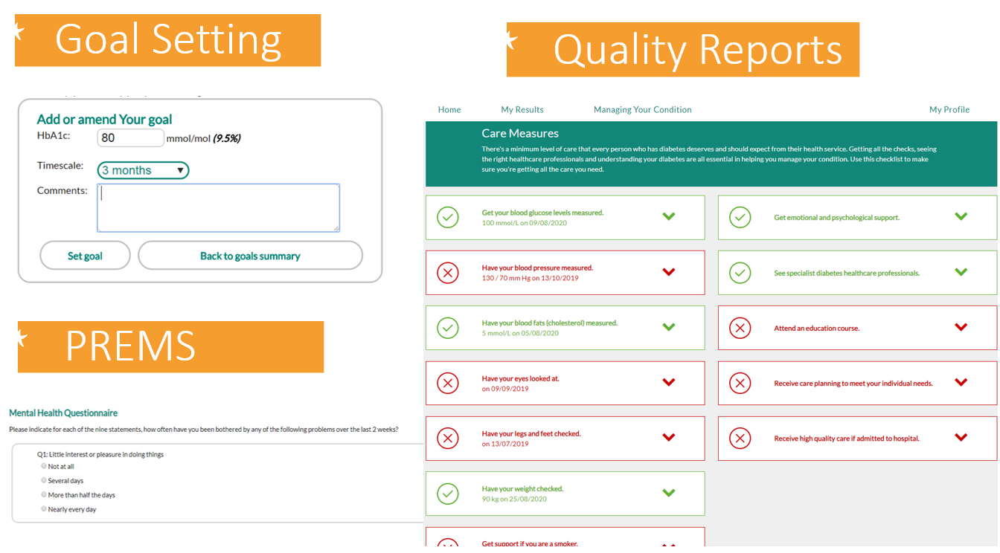 Goal Setting
Add or amend Your goal
HbA1c: 80 mmol/mol (9.5%)
Timescale: 3 months
Comments:
Set goal
Back to goals summary
PREMS
Mental Health Questionnaire
Please indicate for each of the nine statements, how often have you been bothered by any of the following problems over the last 2 weeks?
Q1: Little interest or pleasure in doing things
Not at all
Several days
More than half the days
Nearly every day
Quality Reports
Home My Results Managing Your Condition My Profile
Care Measures
There's a minimum level of care that every person who has diabetes deserves and should expect from their health service. Getting all the checks, seeing
the right healthcare professionals and understanding your diabetes are all essential in helping you manage your condition. Use this checklist to make
sure you're getting all the care you need.
Get your blood glucose levels measured.
100 mmol/L on 09/08/2020
Have your blood pressure measured.
130 / 70 mm Hg on 13/10/2019
Have your blood fats (cholesterol) measured.
5 mmol/L on 05/08/2020
Have your eyes looked at.
on 09/09/2019
Have your legs and feet checked.
on 13/07/2019
Have your weight checked.
90 kg on 25/08/2020
Get support if you are a smoker.
Get emotional and psychological support.
See specialist diabetes healthcare professionals.
Attend an education course.
Receive care planning to meet your individual needs.
Receive high quality care if admitted to hospital.